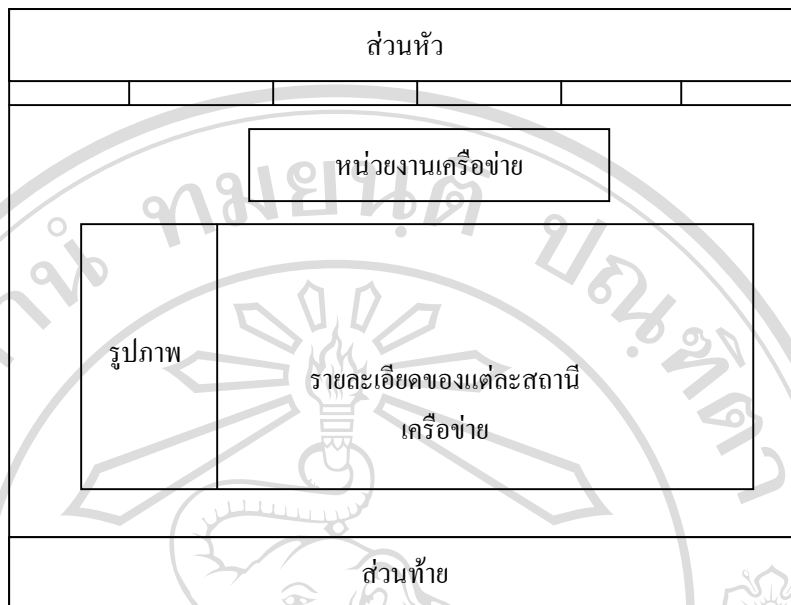 ส่วนหัว
หน่วยงานเครือข่าย
รูปภาพ
รายละเอียดของแต่ละสถานี
เครือข่าย
ส่วนท้าย